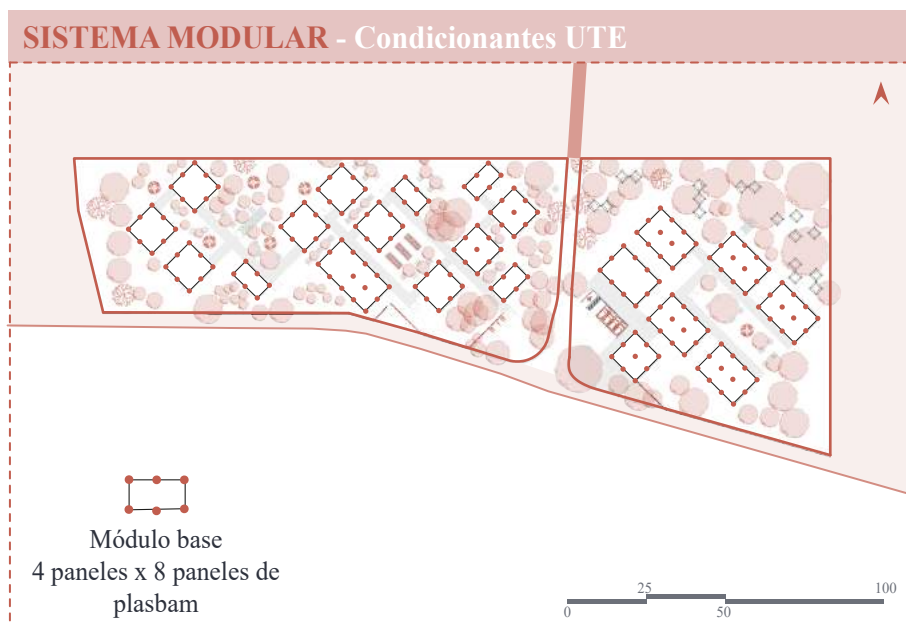 SISTEMA MODULAR - Condicionantes UTE
Módulo base
4 paneles x 8 paneles de
plasbam
25 100
0 50